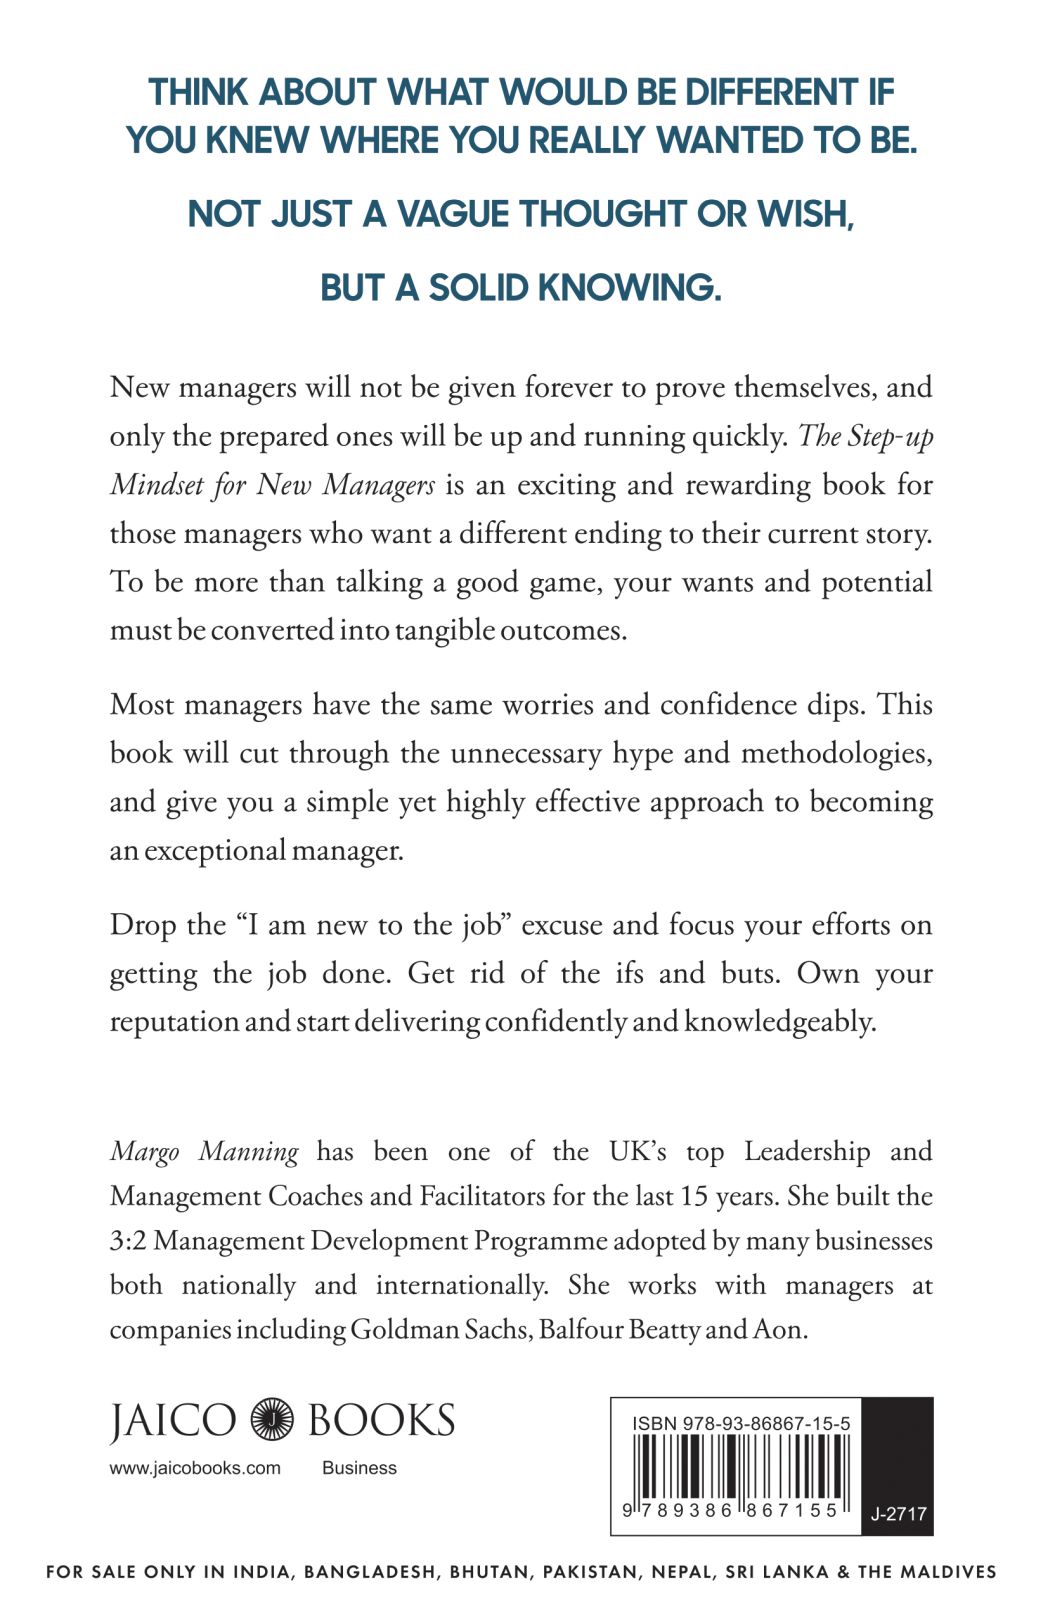 THINK ABOUT WHAT WOULD BE DIFFERENT IF
YOU KNEW WHERE YOU REALLY WANTED TO BE.
NOT JUST A VAGUE THOUGHT OR WISH,
BUT A SOLID KNOWING.
New managers will not be given forever to prove themselves, and
only the prepared ones will be up and running quickly. The Step-up
Mindset for New Managers is an exciting and rewarding book for
those managers who want a different ending to their current story.
To be more than talking a good game, your wants and potential
must be converted into tangible outcomes.
Most managers have the same worries and confidence dips. This
book will cut through the unnecessary hype and methodologies,
and give you a simple yet highly effective approach to becoming
an exceptional manager.
Drop the “I am new to the job” excuse and focus your efforts on
getting the job done. Get rid of the ifs and buts. Own your
reputation and start delivering confidently and knowledgeably.
Margo Manning has been one of the UK’s top Leadership and
Management Coaches and Facilitators for the last 15 years. She built the
3:2 Management Development Programme adopted by many businesses
both nationally and internationally. She works with managers at
companies including Goldman Sachs, Balfour Beatty and Aon.
JAICO J BOOKS
www.jaicobooks.com Business
ISBN 978-93-86867-15-5
9 789386 867155
J-2717
FOR SALE ONLY IN INDIA, BANGLADESH, BHUTAN, PAKISTAN, NEPAL, SRI LANKA & THE MALDIVES